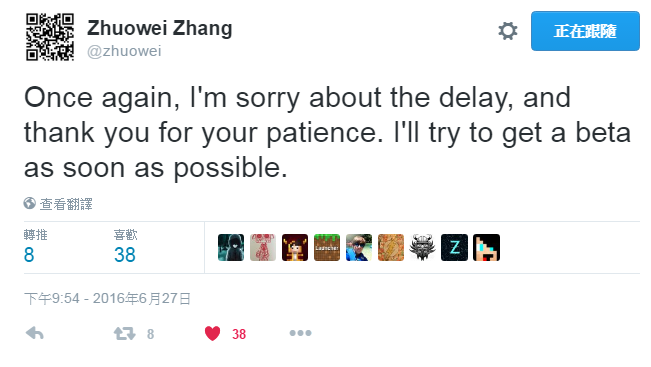 Zhuowei Zhang
@zhuowei
正在跟隨
Once again, I'm sorry about the delay, and
thank you for your patience. I'll try to get a beta
as soon as possible.
查看翻譯
轉推
喜歡
8
38
Launcher
Z
下午9:54 - 2016年6月27日
8
38